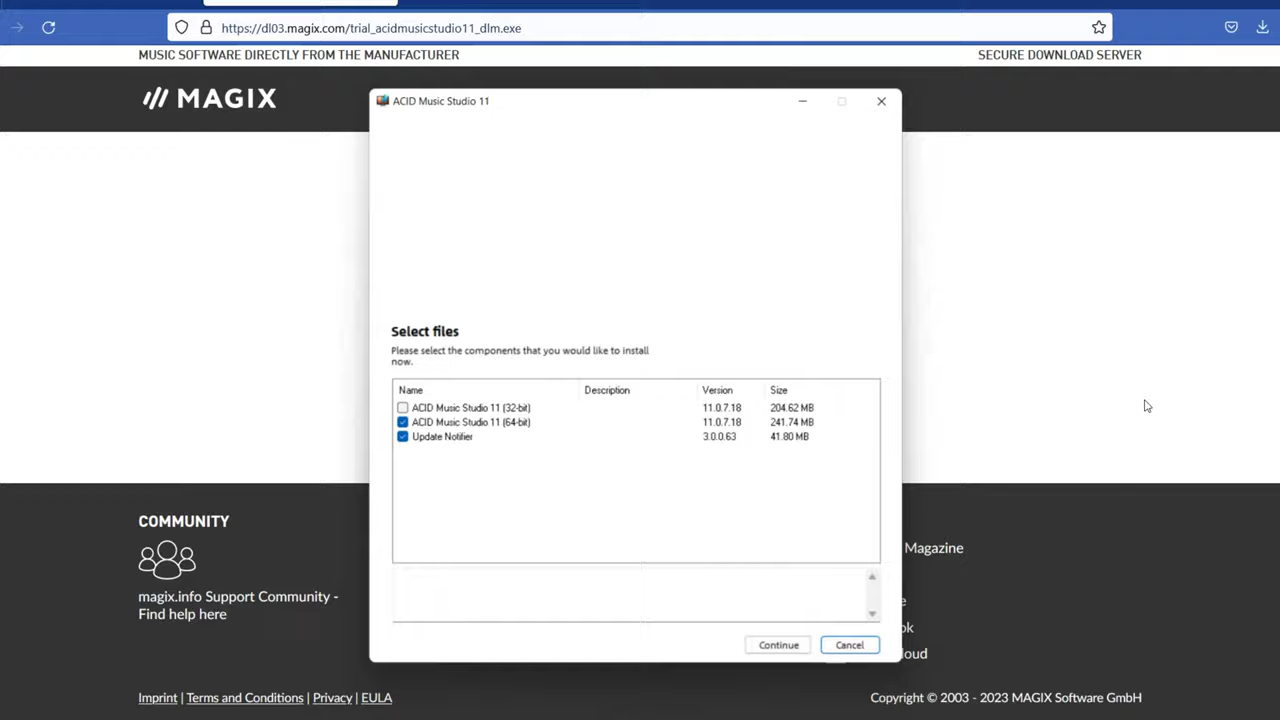 https://dl03.magix.com/trial_acidmusicstudio11_dlm.exe
MUSIC SOFTWARE DIRECTLY FROM THE MANUFACTURER
SECURE DOWNLOAD SERVER
MAGIX
ACID Music Studio 11
Select files
Please select the components that you would like to install
now.
Name Description Version Size
ACID Music Studio 11 (32-bit) 11.0.7.18 204.62 MB
ACID Music Studio 11 (64-bit) 11.0.7.18 241.74 MB
Update Notifier 3.0.0.63 41.80 MB
Continue Cancel
COMMUNITY
magix.info Support Community -
Find help here
Magazine
e
ok
loud
Imprint | Terms and Conditions | Privacy | EULA
Copyright © 2003 - 2023 MAGIX Software GmbH